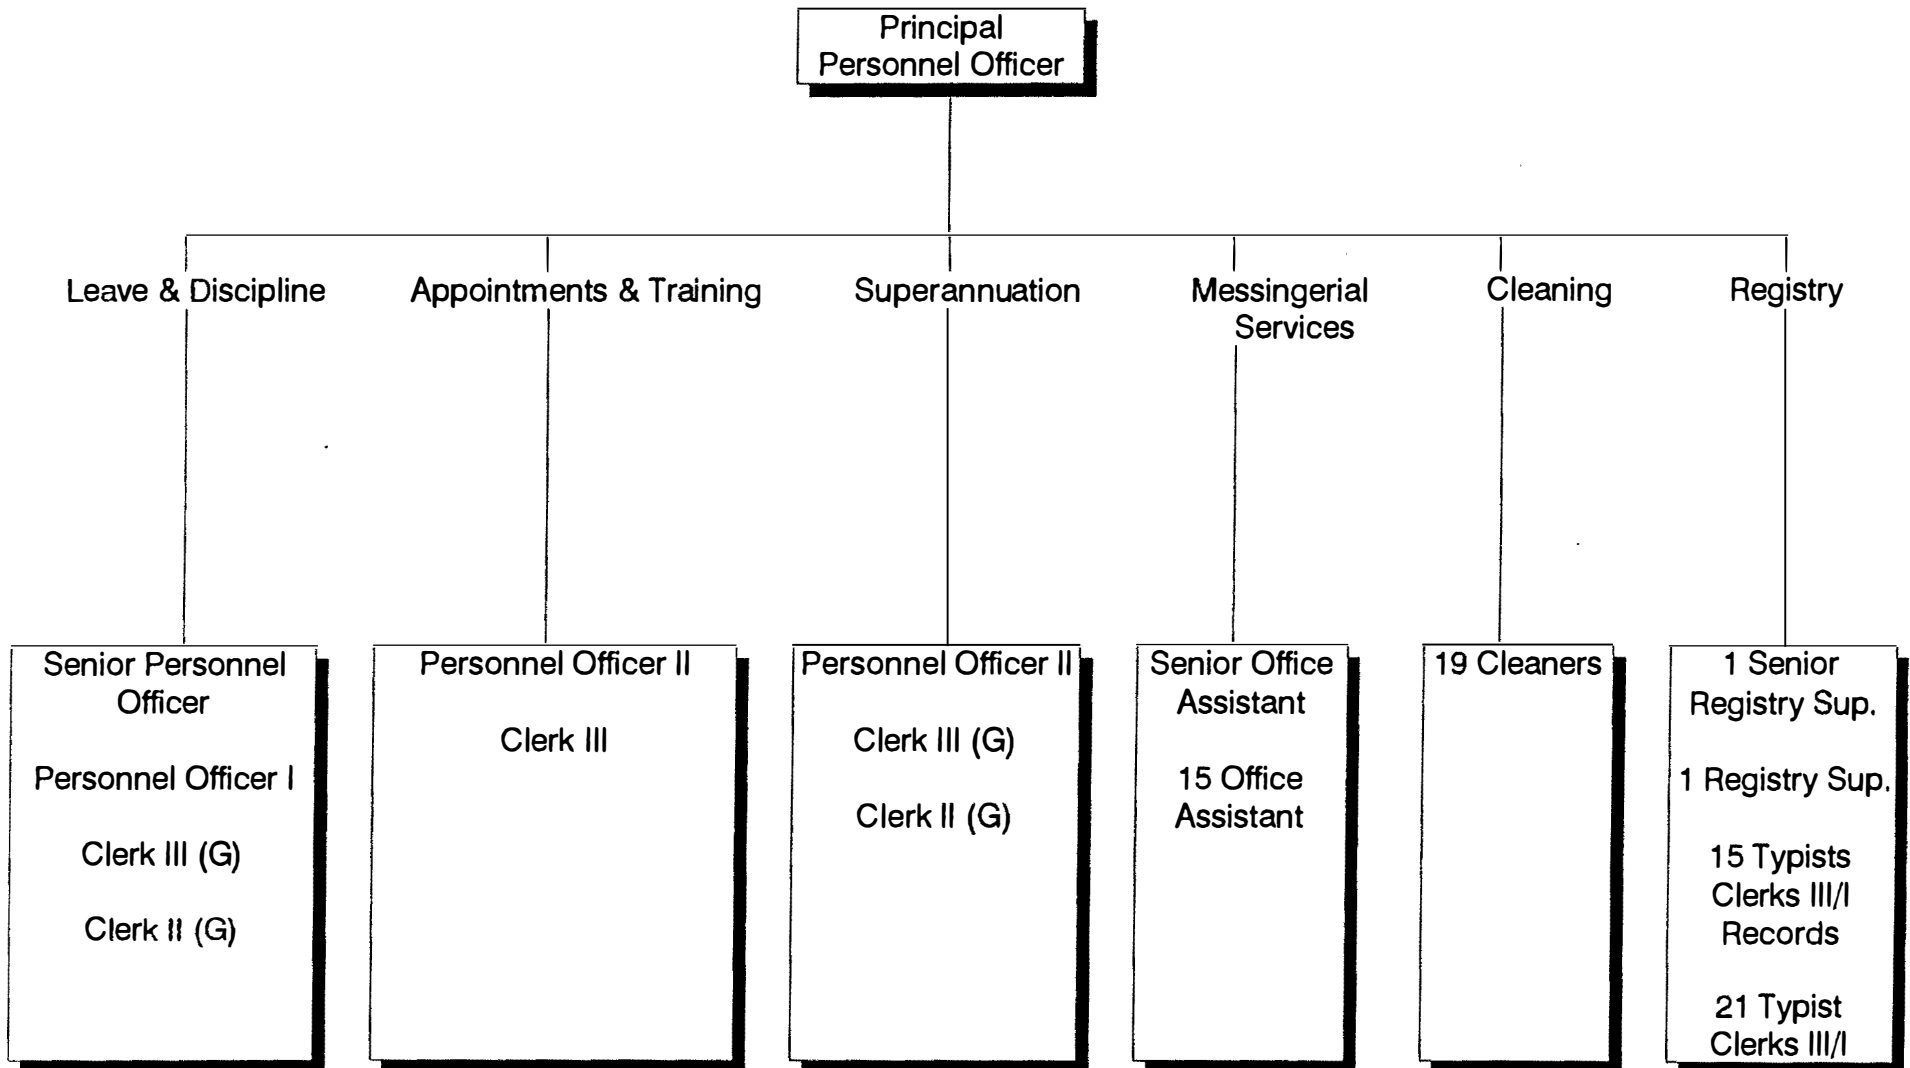 Principal
Personnel Officer
Leave & Discipline
Appointments & Training
Superannuation
Messingerial
Services
Cleaning
Registry
Senior Personnel
Officer
Personnel Officer I
Clerk III (G)
Clerk II (G)
Personnel Officer II
Clerk III
Personnel Officer II
Clerk III (G)
Clerk II (G)
Senior Office
Assistant
15 Office
Assistant
19 Cleaners
1 Senior
Registry Sup.
1 Registry Sup.
15 Typists
Clerks III/I
Records
21 Typist
Clerks III/I